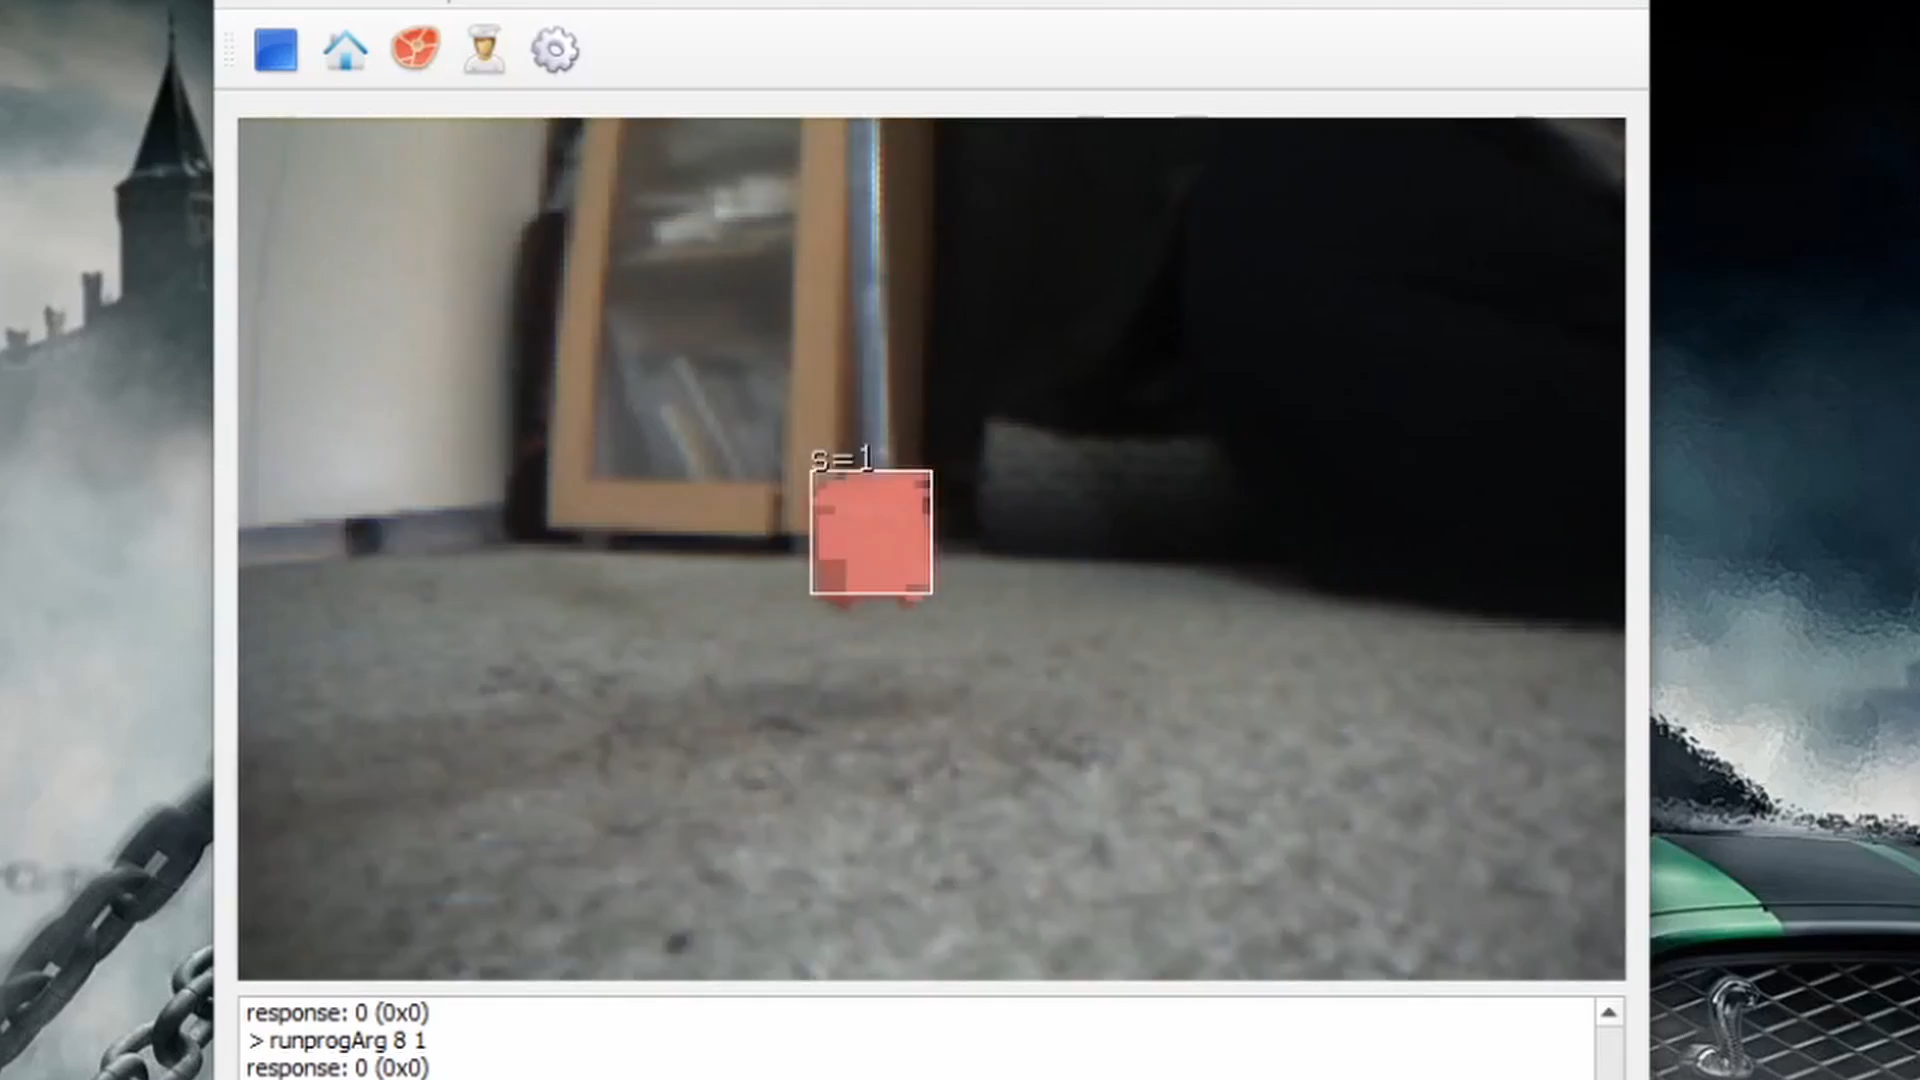 s=1
response: 0 (0x0)
> runprogArg 8 1
response: 0 (0x0)